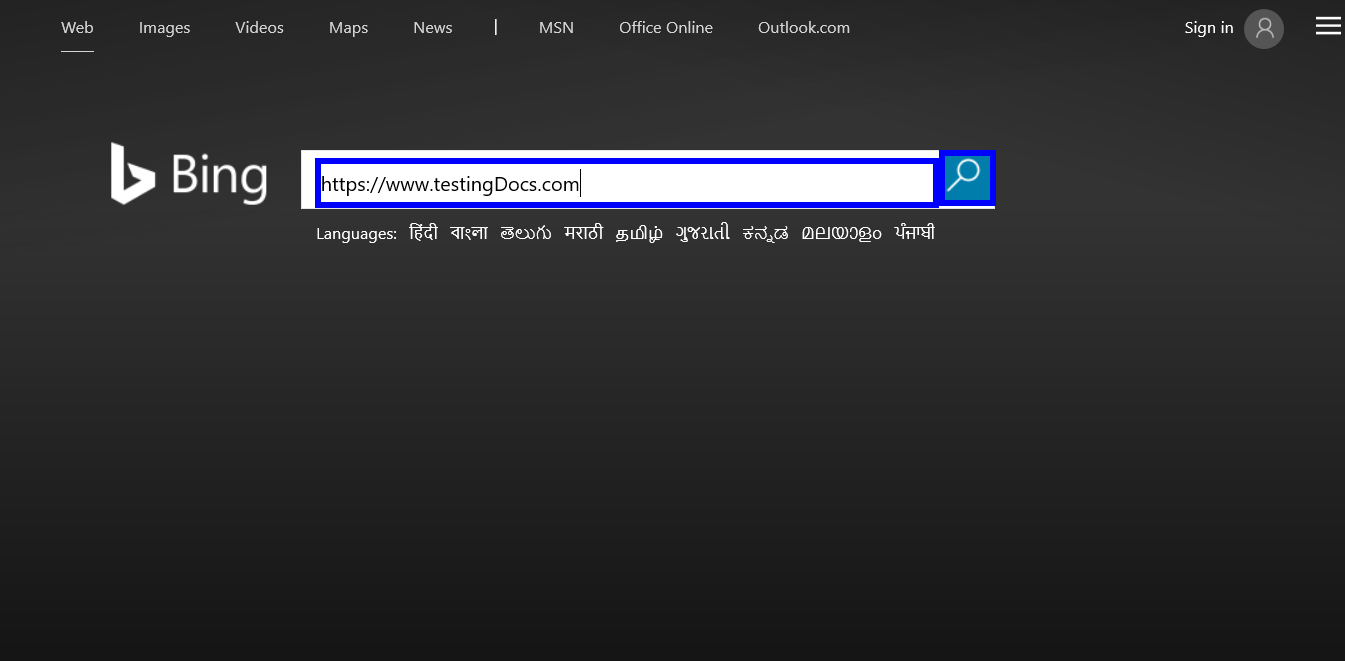 Web Images Videos Maps News | MSN Office Online Outlook.com Sign in
Bing
https://www.testingDocs.com
Languages: हिंदी বাংলা తెలుగు मराठी தமிழ் ગુજરાતી ಕನ್ನಡ മലയാളം ਪੰਜਾਬੀ